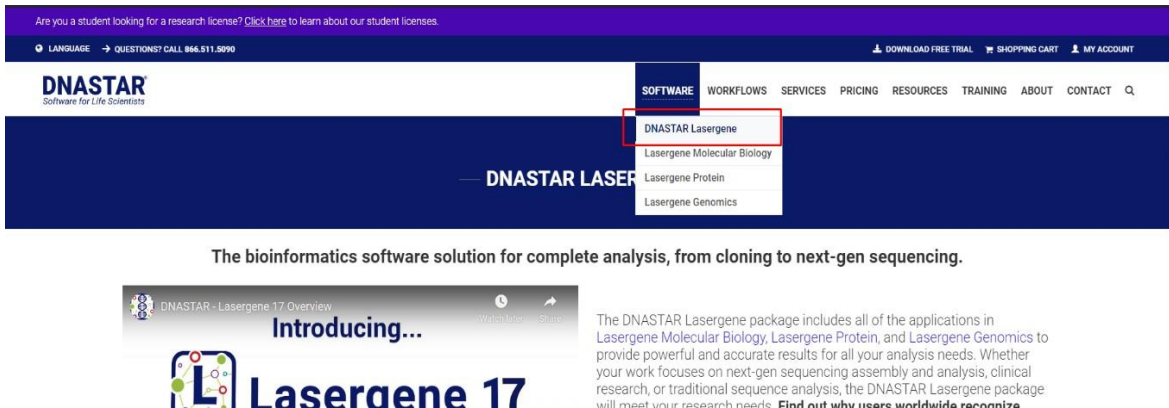 Are you a student looking for a research license? Click here to learn about our student licenses.
LANGUAGE → QUESTIONS? CALL 866.511.5090
DOWNLOAD FREE TRIAL SHOPPING CART MY ACCOUNT
DNASTAR
Software for Life Scientists
SOFTWARE WORKFLOWS SERVICES PRICING RESOURCES TRAINING ABOUT CONTACT
DNASTAR Lasergene
Lasergene Molecular Biology
Lasergene Protein
Lasergene Genomics
DNASTAR
The bioinformatics software solution for complete analysis, from cloning to next-gen sequencing.
DNASTAR - Lasergene 17 Overview
Watch later Share
Introducing...
Lasergene 17
The DNASTAR Lasergene package includes all of the applications in
Lasergene Molecular Biology, Lasergene Protein, and Lasergene Genomics to
provide powerful and accurate results for all your analysis needs. Whether
your work focuses on next-gen sequencing assembly and analysis, clinical
research, or traditional sequence analysis, the DNASTAR Lasergene package
will meet your research needs. Find out why users worldwide recognize